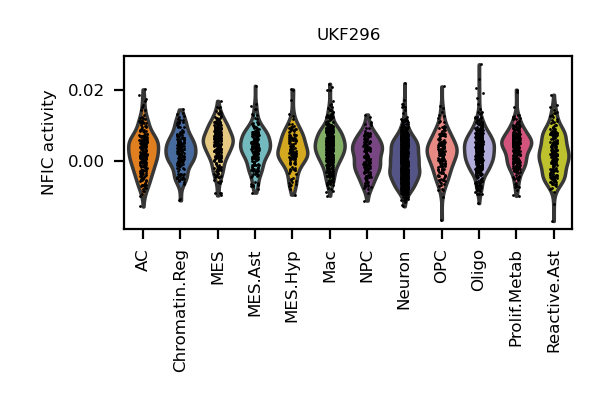 UKF296
NFIC activity
0.02
0.00
AC
Chromatin.Reg
MES
MES.Ast
MES.Hyp
Mac
NPC
Neuron
OPC
Oligo
Prolif.Metab
Reactive.Ast